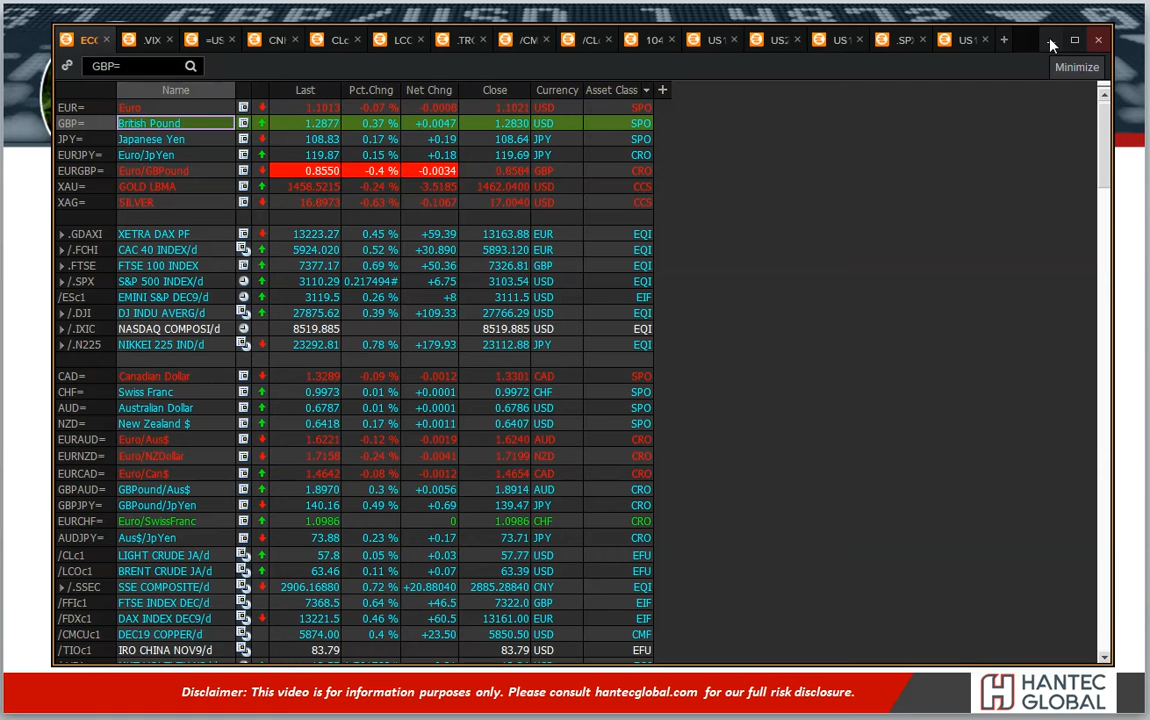 ECO .VIX =US CNH CLc LCC .TRC /CM /CLc 104 US1 US2 US1 .SPX US1 +
GBP= Minimize
Name Last Pct.Chng Net Chng Close Currency Asset Class +
EUR= Euro 1.1013 -0.07 % -0.0008 1.1021 USD SPO
GBP= British Pound 1.2877 0.37 % +0.0047 1.2830 USD SPO
JPY= Japanese Yen 108.83 0.17 % +0.19 108.64 JPY SPO
EURJPY= Euro/JpYen 119.87 0.15 % +0.18 119.69 JPY CRO
EURGBP= Euro/GBPound 0.8550 -0.4 % -0.0034 0.8584 GBP CRO
XAU= GOLD LBMA 1458.5215 -0.24 % -3.5185 1462.0400 USD CCS
XAG= SILVER 16.8973 -0.63 % -0.1067 17.0040 USD CCS
.GDAXI XETRA DAX PF 13223.27 0.45 % +59.39 13163.88 EUR EQI
/.FCHI CAC 40 INDEX/d 5924.020 0.52 % +30.890 5893.120 EUR EQI
.FTSE FTSE 100 INDEX 7377.17 0.69 % +50.36 7326.81 GBP EQI
/.SPX S&P 500 INDEX/d 3110.29 0.217494# +6.75 3103.54 USD EQI
/ESc1 EMINI S&P DEC9/d 3119.5 0.26 % +8 3111.5 USD EIF
/.DJI DJ INDU AVERG/d 27875.62 0.39 % +109.33 27766.29 USD EQI
/.IXIC NASDAQ COMPOSI/d 8519.885 8519.885 USD EQI
/.N225 NIKKEI 225 IND/d 23292.81 0.78 % +179.93 23112.88 JPY EQI
CAD= Canadian Dollar 1.3289 -0.09 % -0.0012 1.3301 CAD SPO
CHF= Swiss Franc 0.9973 0.01 % +0.0001 0.9972 CHF SPO
AUD= Australian Dollar 0.6787 0.01 % +0.0001 0.6786 USD SPO
NZD= New Zealand $ 0.6418 0.17 % +0.0011 0.6407 USD SPO
EURAUD= Euro/Aus$ 1.6221 -0.12 % -0.0019 1.6240 AUD CRO
EURNZD= Euro/NZDollar 1.7158 -0.24 % -0.0041 1.7199 NZD CRO
EURCAD= Euro/Can$ 1.4642 -0.08 % -0.0012 1.4654 CAD CRO
GBPAUD= GBPound/Aus$ 1.8970 0.3 % +0.0056 1.8914 AUD CRO
GBPJPY= GBPound/JpYen 140.16 0.49 % +0.69 139.47 JPY CRO
EURCHF= Euro/SwissFranc 1.0986 0 1.0986 CHF CRO
AUDJPY= Aus$/JpYen 73.88 0.23 % +0.17 73.71 JPY CRO
/CLc1 LIGHT CRUDE JA/d 57.8 0.05 % +0.03 57.77 USD EFU
/LCOc1 BRENT CRUDE JA/d 63.46 0.11 % +0.07 63.39 USD EFU
/.SSEC SSE COMPOSITE/d 2906.16880 0.72 % +20.88040 2885.28840 CNY EQI
/FFIc1 FTSE INDEX DEC/d 7368.5 0.64 % +46.5 7322.0 GBP EIF
/FDXc1 DAX INDEX DEC9/d 13221.5 0.46 % +60.5 13161.00 EUR EIF
/CMCUc1 DEC19 COPPER/d 5874.00 0.4 % +23.50 5850.50 USD CMF
/TIOc1 IRO CHINA NOV9/d 83.79 83.79 USD EFU
Disclaimer: This video is for information purposes only. Please consult hantecglobal.com for our full risk disclosure.
HANTEC
GLOBAL